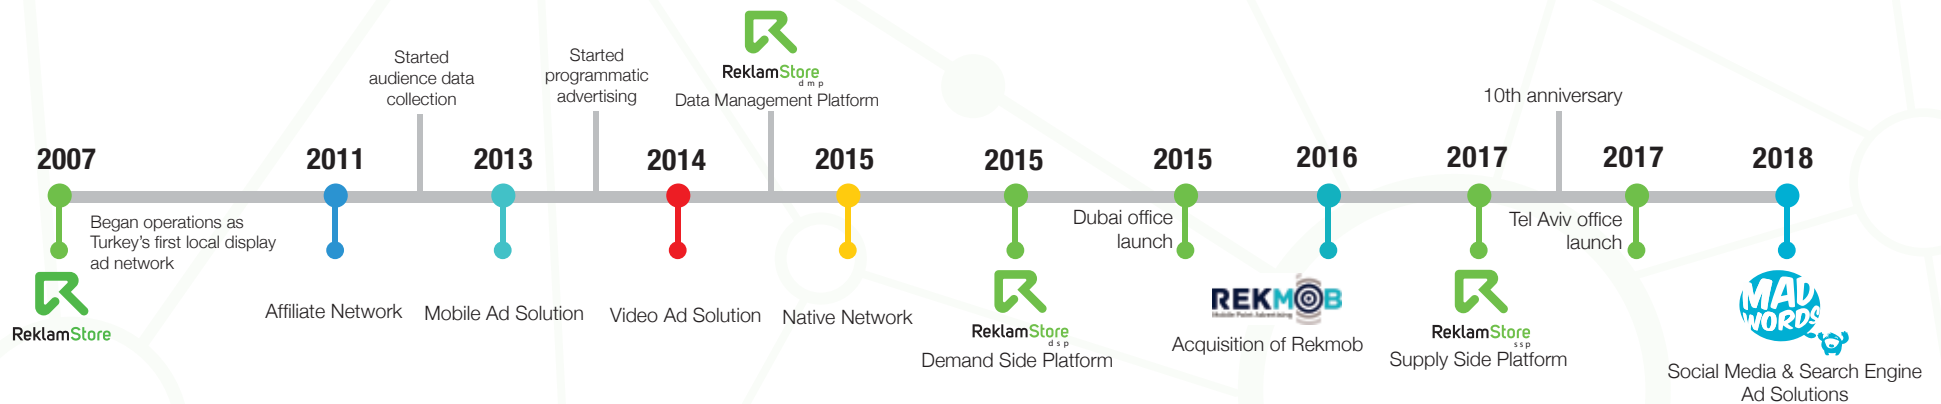 2007
Began operations as
Turkey's first local display
ad network
ReklamStore
2011
Affiliate Network
Started
audience data
collection
2013
Mobile Ad Solution
Started
programmatic
advertising
2014
Video Ad Solution
ReklamStore
dmp
Data Management Platform
2015
Native Network
2015
ReklamStore
dsp
Demand Side Platform
2015
Dubai office
launch
2016
REKMOB
Mobile Point Advertising
Acquisition of Rekmob
2017
ReklamStore
ssp
Supply Side Platform
10th anniversary
2017
Tel Aviv office
launch
2018
MAD
WORDS
Social Media & Search Engine
Ad Solutions